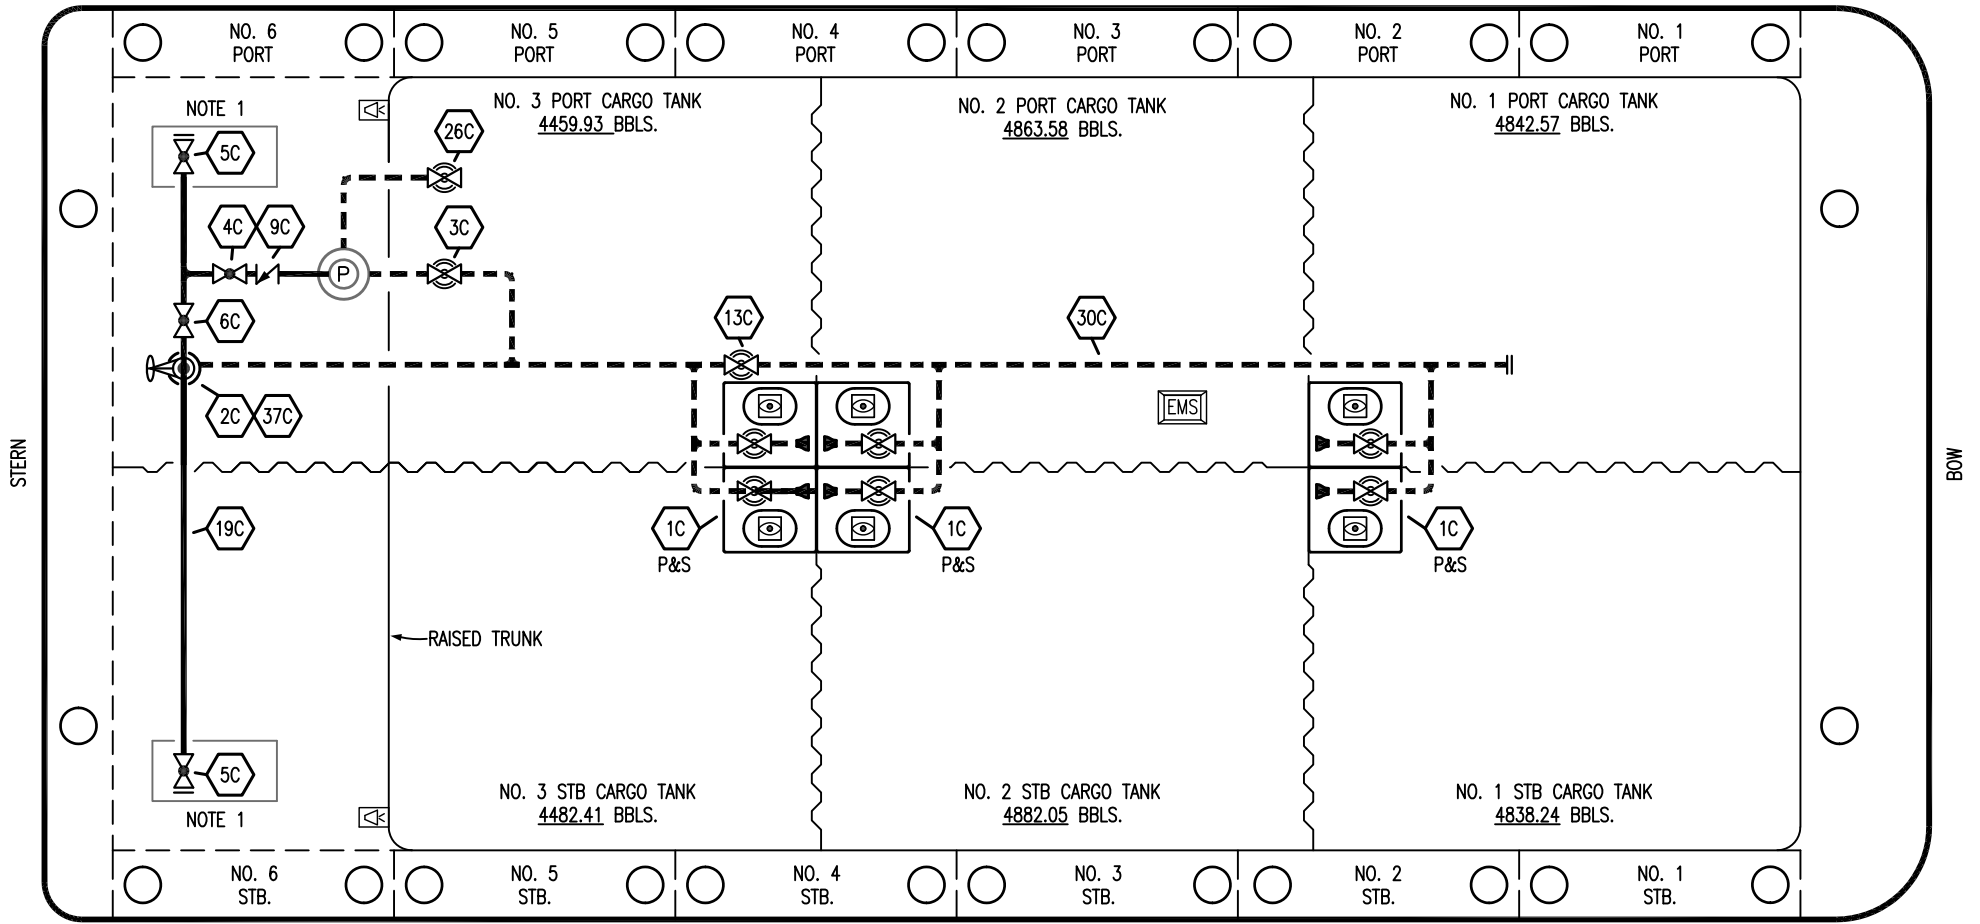 NO. 6
PORT
NO. 5
PORT
NO. 4
PORT
NO. 3
PORT
NO. 2
PORT
NO. 1
PORT
NOTE 1
NO. 3 PORT CARGO TANK
4459.93 BBLS.
NO. 2 PORT CARGO TANK
4863.58 BBLS.
NO. 1 PORT CARGO TANK
4842.57 BBLS.
26C
5C
4C
9C
3C
P
6C
13C
30C
2C
37C
EMS
STERN
BOW
19C
1C
P&S
1C
P&S
1C
P&S
RAISED TRUNK
5C
NOTE 1
NO. 3 STB CARGO TANK
4482.41 BBLS.
NO. 2 STB CARGO TANK
4882.05 BBLS.
NO. 1 STB CARGO TANK
4838.24 BBLS.
NO. 6
STB.
NO. 5
STB.
NO. 4
STB.
NO. 3
STB.
NO. 2
STB.
NO. 1
STB.